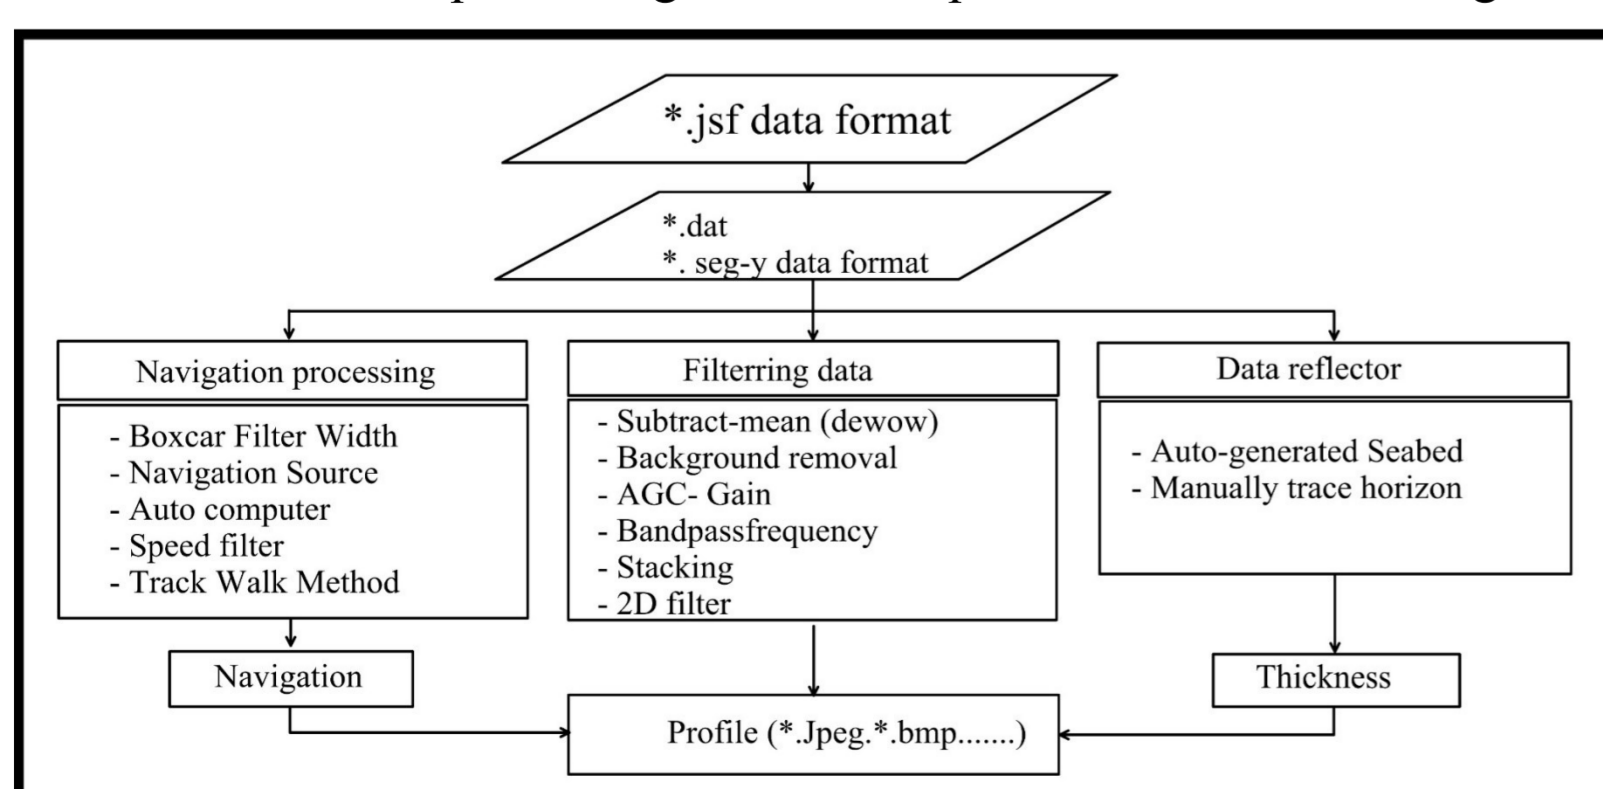 *.jsf data format
*.dat
*. seg-y data format
Navigation processing
- Boxcar Filter Width
- Navigation Source
- Auto computer
- Speed filter
- Track Walk Method
Navigation
Filterring data
- Subtract-mean (dewow)
- Background removal
- AGC- Gain
- Bandpassfrequency
- Stacking
- 2D filter
Data reflector
- Auto-generated Seabed
- Manually trace horizon
Thickness
Profile (*.Jpeg.*.bmp.......)